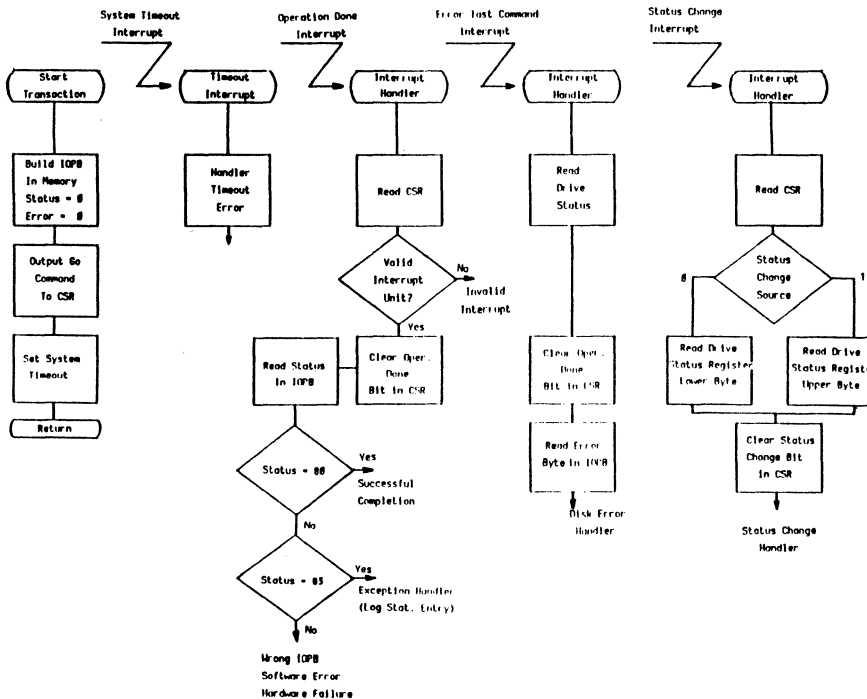 System Timeout
Interrupt
Start
Transaction
Build IOPB
In Memory
Status = 0
Error = 0
Output Go
Command
To CSR
Set System
Timeout
Return
Timeout
Interrupt
Handler
Timeout
Error
Operation Done
Interrupt
Interrupt
Handler
Read CSR
Valid
Interrupt
Unit?
No
Invalid
Interrupt
Yes
Clear Oper.
Done
Bit in CSR
Read Status
In IOPB
Status = 00
Yes
Successful
Completion
No
Status = 03
Yes
Exception Handler
(Log Stat. Entry)
No
Wrong IOPB
Software Error
Hardware Failure
Error last Command
Interrupt
Interrupt
Handler
Read
Drive
Status
Clear Oper.
Done
Bit in CSR
Read Error
Byte in IOPB
Disk Error
Handler
Status Change
Interrupt
Interrupt
Handler
Read CSR
Status
Change
Source
0
1
Read Drive
Status Register
Lower Byte
Read Drive
Status Register
Upper Byte
Clear Status
Change Bit
in CSR
Status Change
Handler